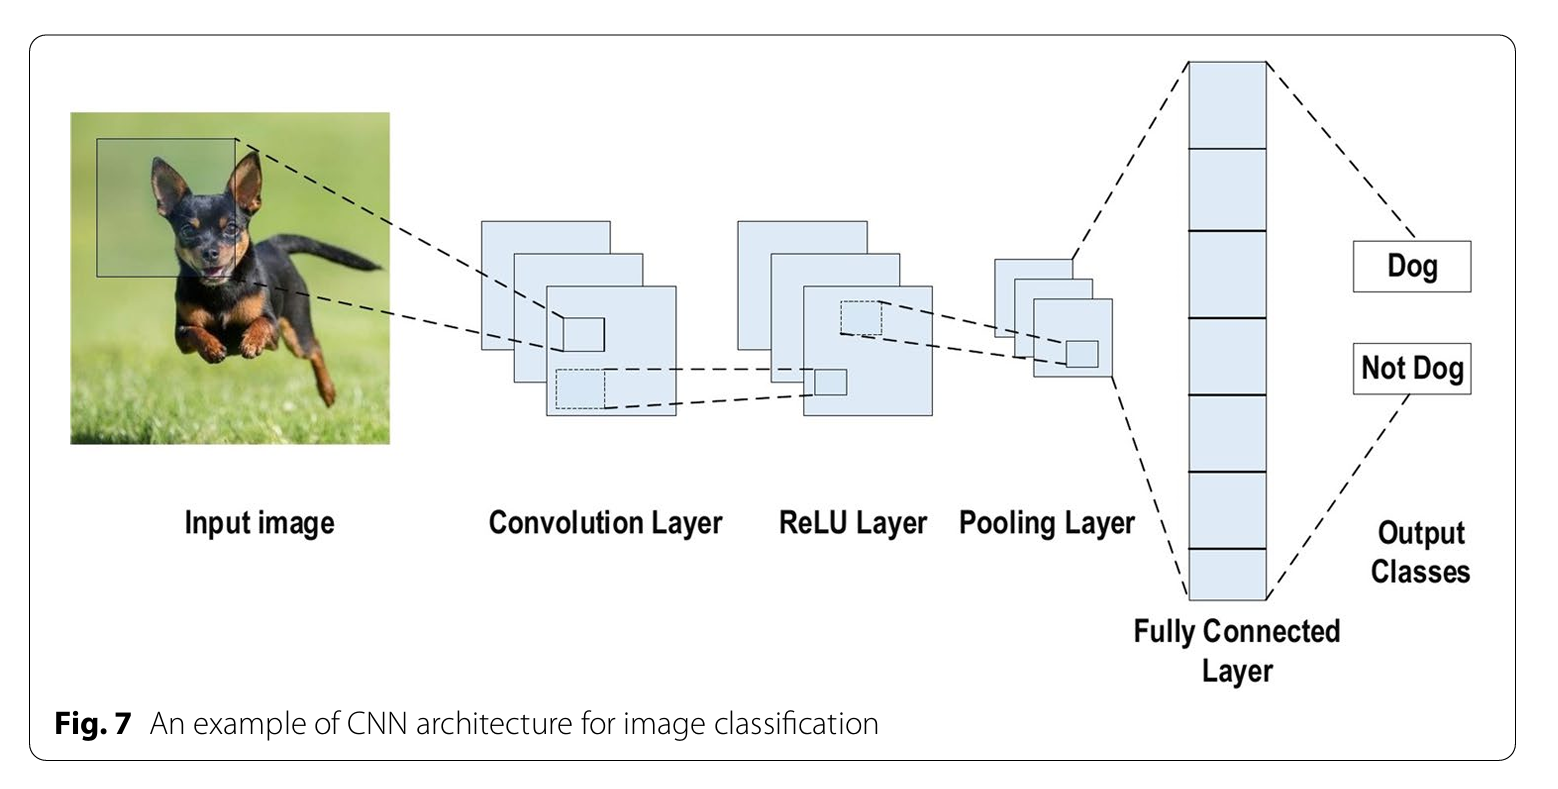 Dog
Not Dog
Input image
Convolution Layer
ReLU Layer
Pooling Layer
Output
Classes
Fully Connected
Layer
Fig. 7 An example of CNN architecture for image classification